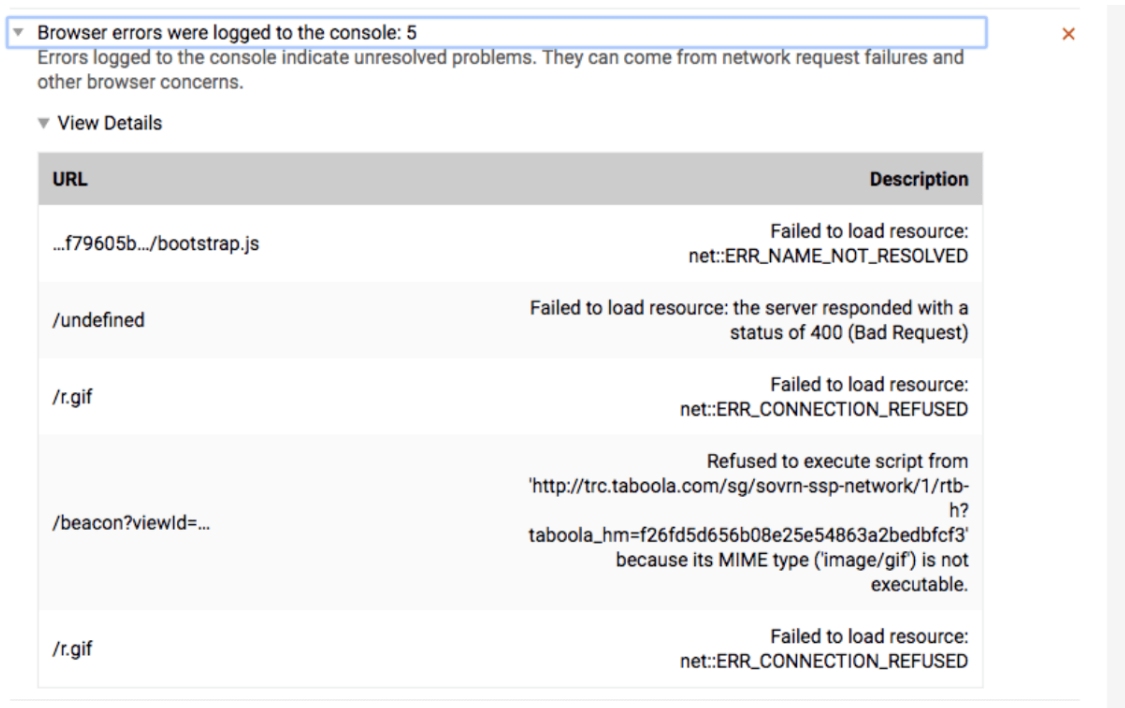 Browser errors were logged to the console: 5
Errors logged to the console indicate unresolved problems. They can come from network request failures and
other browser concerns.
View Details
URL Description
...f79605b.../bootstrap.js
Failed to load resource:
net::ERR_NAME_NOT_RESOLVED
/undefined
Failed to load resource: the server responded with a
status of 400 (Bad Request)
/r.gif
Failed to load resource:
net::ERR_CONNECTION_REFUSED
/beacon?viewId=...
Refused to execute script from
'http://trc.taboola.com/sg/sovrn-ssp-network/1/rtb-
h?
taboola_hm=f26fd5d656b08e25e54863a2bedbfcf3'
because its MIME type ('image/gif') is not
executable.
/r.gif
Failed to load resource:
net::ERR_CONNECTION_REFUSED